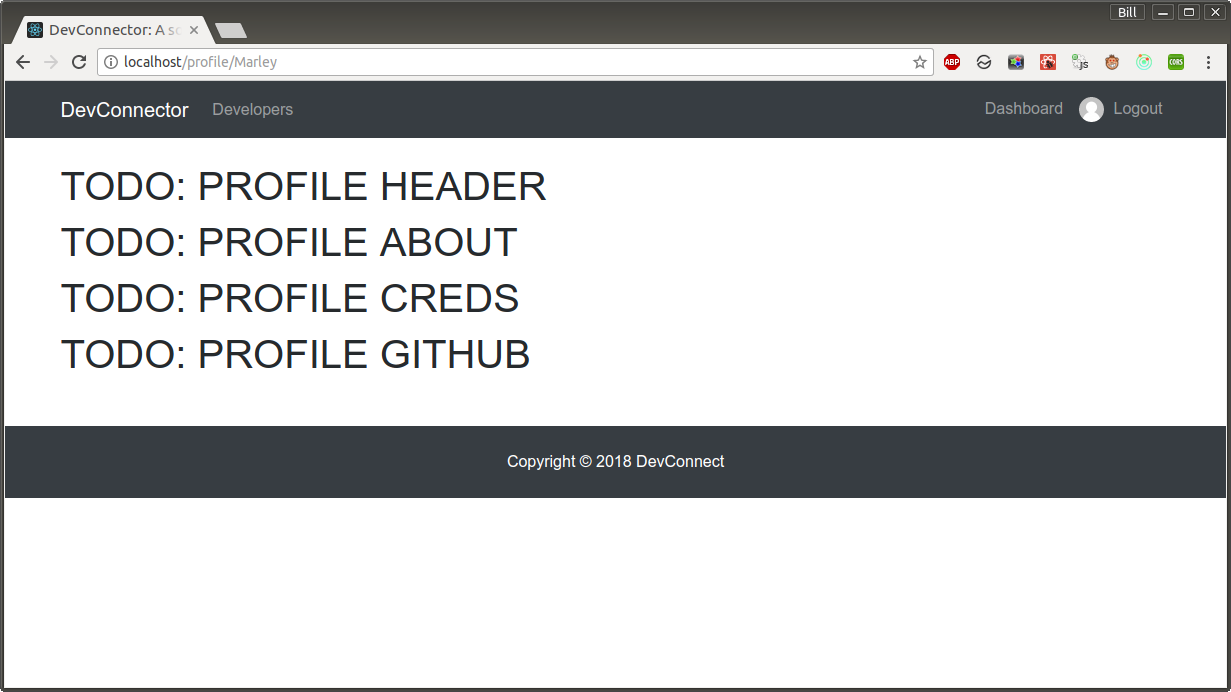 Bill
DevConnector: A so
localhost/profile/Marley
ABP
JS
CORS
DevConnector Developers Dashboard Logout
TODO: PROFILE HEADER
TODO: PROFILE ABOUT
TODO: PROFILE CREDS
TODO: PROFILE GITHUB
Copyright © 2018 DevConnect